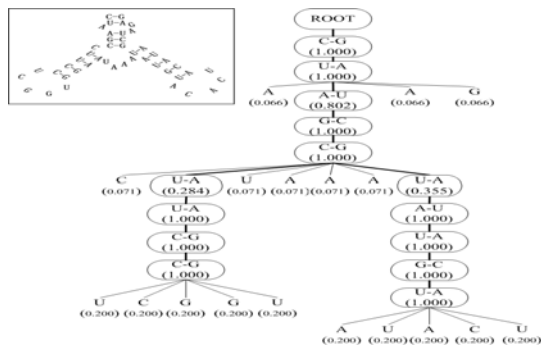 ROOT
C-G
(1.000)
U-A
(1.000)
A A-U A G
(0.066) (0.802) (0.066) (0.066)
G-C
(1.000)
C-G
(1.000)
C U-A U A A A U-A
(0.071) (0.284) (0.071) (0.071) (0.071) (0.071) (0.355)
U-A A-U
(1.000) (1.000)
C-G U-A
(1.000) (1.000)
C-G G-C
(1.000) (1.000)
U C G G U U-A
(0.200) (0.200) (0.200) (0.200) (0.200) (1.000)
A U A C U
(0.200) (0.200) (0.200) (0.200) (0.200)